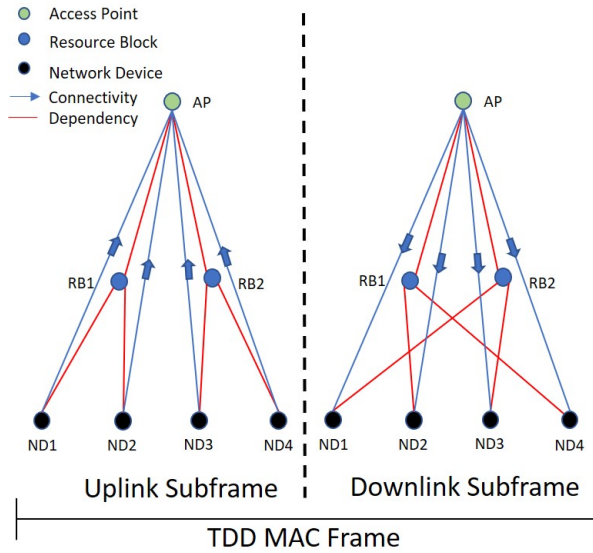 Access Point
Resource Block
Network Device
Connectivity
Dependency
AP
AP
RB1
RB2
RB1
RB2
ND1
ND2
ND3
ND4
ND1
ND2
ND3
ND4
Uplink Subframe
Downlink Subframe
TDD MAC Frame